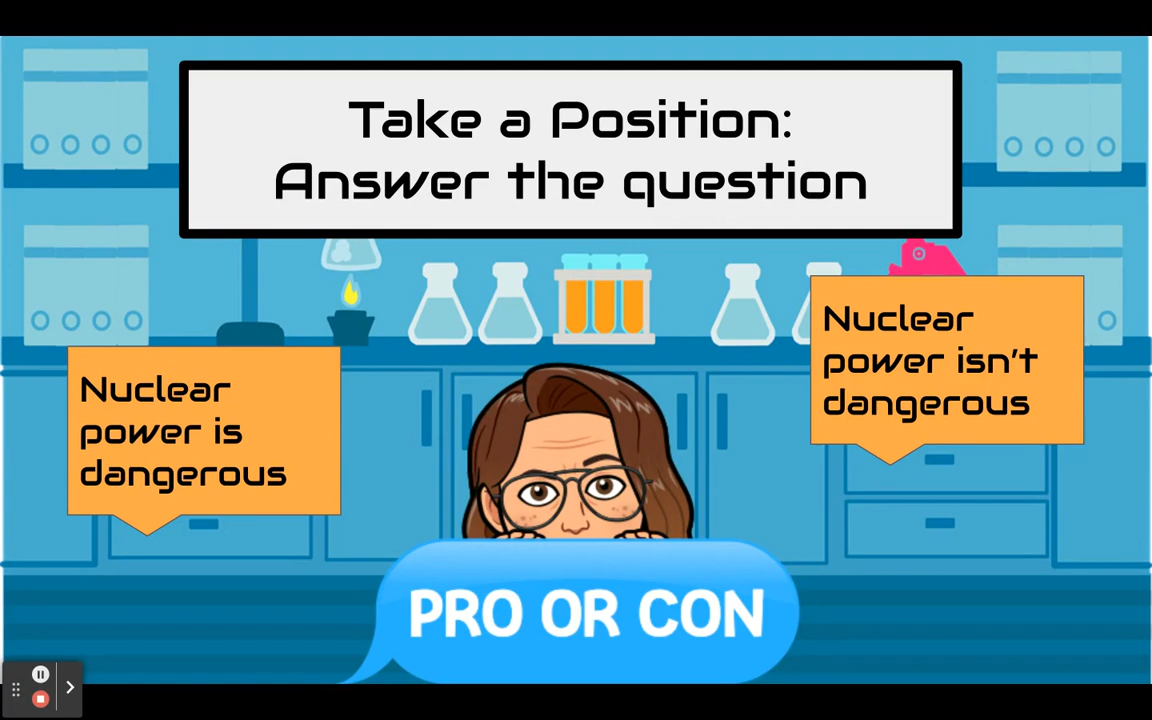 Take a Position:
Answer the question
Nuclear
power isn't
dangerous
Nuclear
power is
dangerous
PRO OR CON